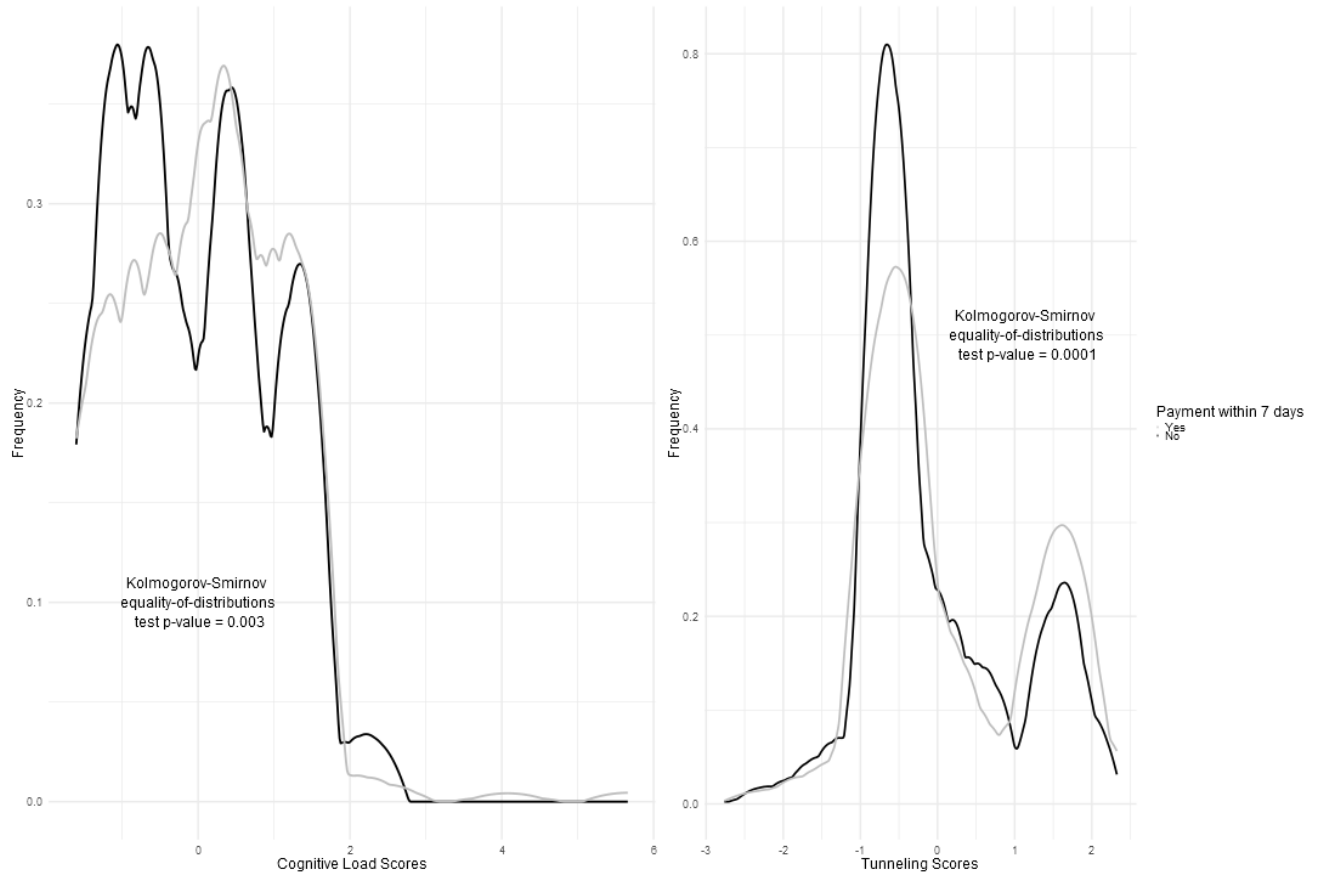 Frequency
0.3
0.2
0.1
0.0
Kolmogorov-Smirnov
equality-of-distributions
test p-value = 0.003
0
2
4
6
Cognitive Load Scores
Frequency
0.8
0.6
0.4
0.2
0.0
Kolmogorov-Smirnov
equality-of-distributions
test p-value = 0.0001
-3
-2
-1
0
1
2
Tunneling Scores
Payment within 7 days
Yes
No